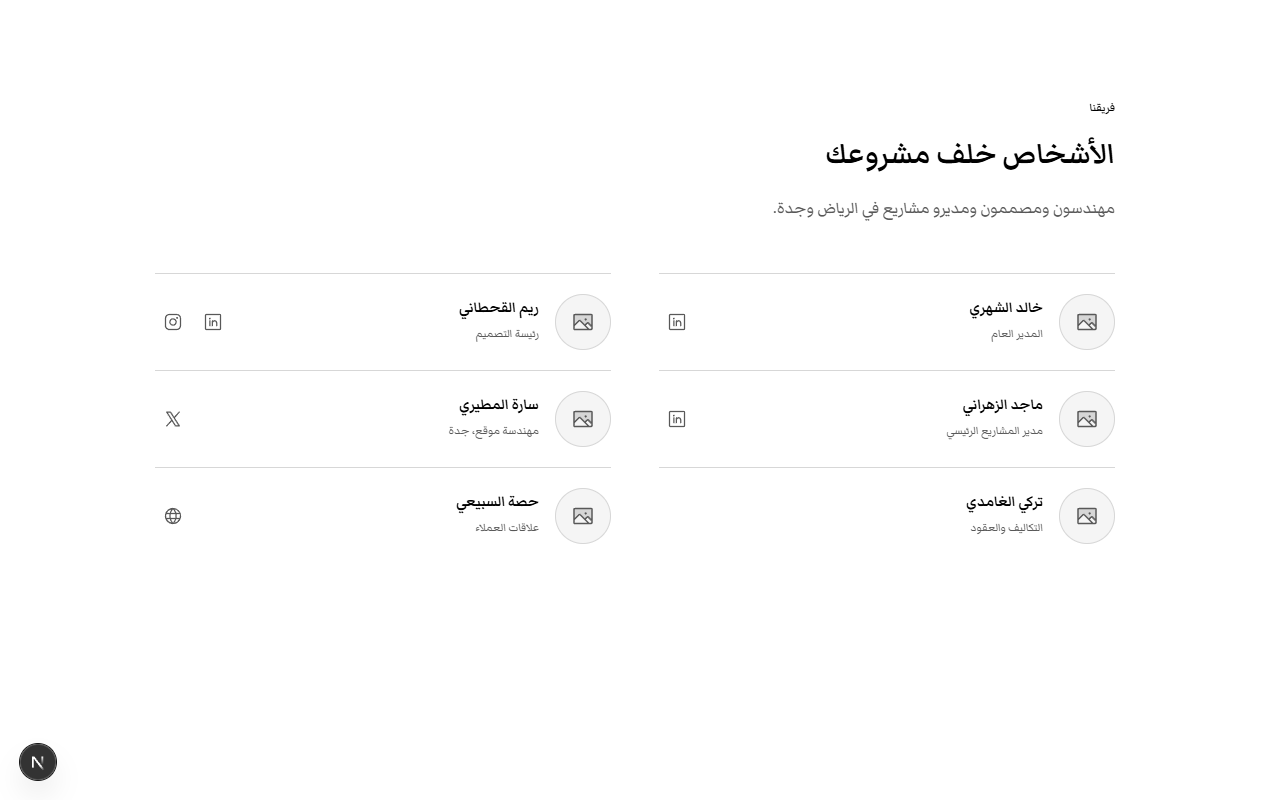 فريقنا
الأشخاص خلف مشروعك
مهندسون ومصممون ومديرو مشاريع في الرياض وجدة.
خالد الشهري
المدير العام
ريم القحطاني
رئيسة التصميم
ماجد الزهراني
مدير المشاريع الرئيسي
سارة المطيري
مهندسة موقع، جدة
تركي الغامدي
التكاليف والعقود
حصة السبيعي
علاقات العملاء